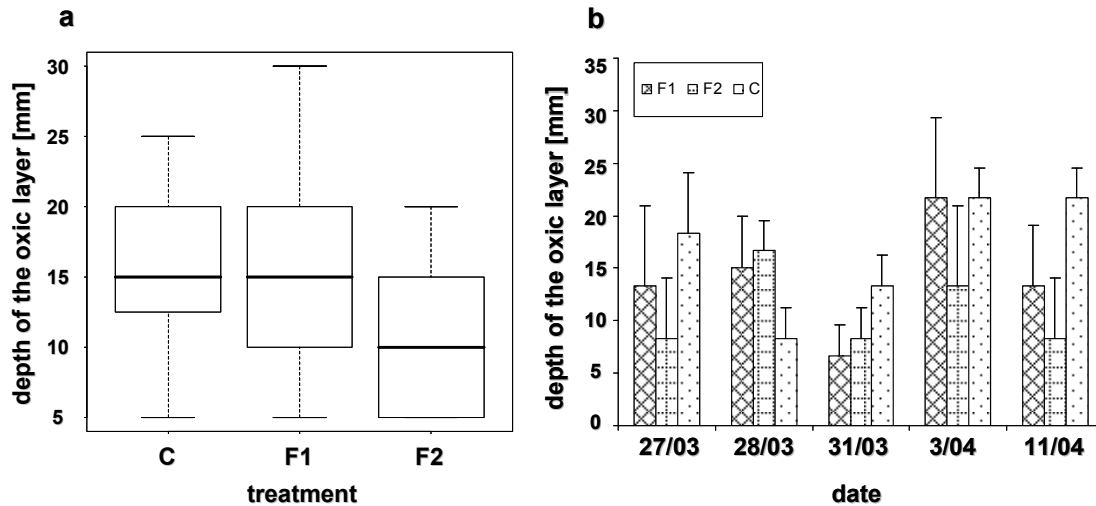 a
depth of the oxic layer [mm]
30
25
20
15
10
5
C F1 F2
treatment
b
depth of the oxic layer [mm]
35
30
25
20
15
10
5
0
F1 F2 C
27/03 28/03 31/03 3/04 11/04
date